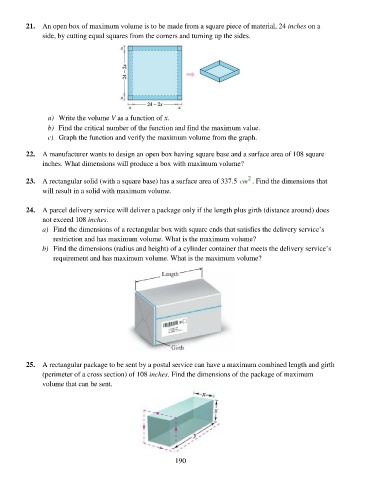 21. An open box of maximum volume is to be made from a square piece of material, 24 inches on a
side, by cutting equal squares from the corners and turning up the sides.
x
24 – 2x
x
24 – 2x
x
x
a) Write the volume V as a function of x.
b) Find the critical number of the function and find the maximum value.
c) Graph the function and verify the maximum volume from the graph.
22. A manufacturer wants to design an open box having square base and a surface area of 108 square
inches. What dimensions will produce a box with maximum volume?
23. A rectangular solid (with a square base) has a surface area of 337.5 cm². Find the dimensions that
will result in a solid with maximum volume.
24. A parcel delivery service will deliver a package only if the length plus girth (distance around) does
not exceed 108 inches.
a) Find the dimensions of a rectangular box with square ends that satisfies the delivery service's
restriction and has maximum volume. What is the maximum volume?
b) Find the dimensions (radius and height) of a cylinder container that meets the delivery service's
requirement and has maximum volume. What is the maximum volume?
Length
Girth
25. A rectangular package to be sent by a postal service can have a maximum combined length and girth
(perimeter of a cross section) of 108 inches. Find the dimensions of the package of maximum
volume that can be sent.
x
190